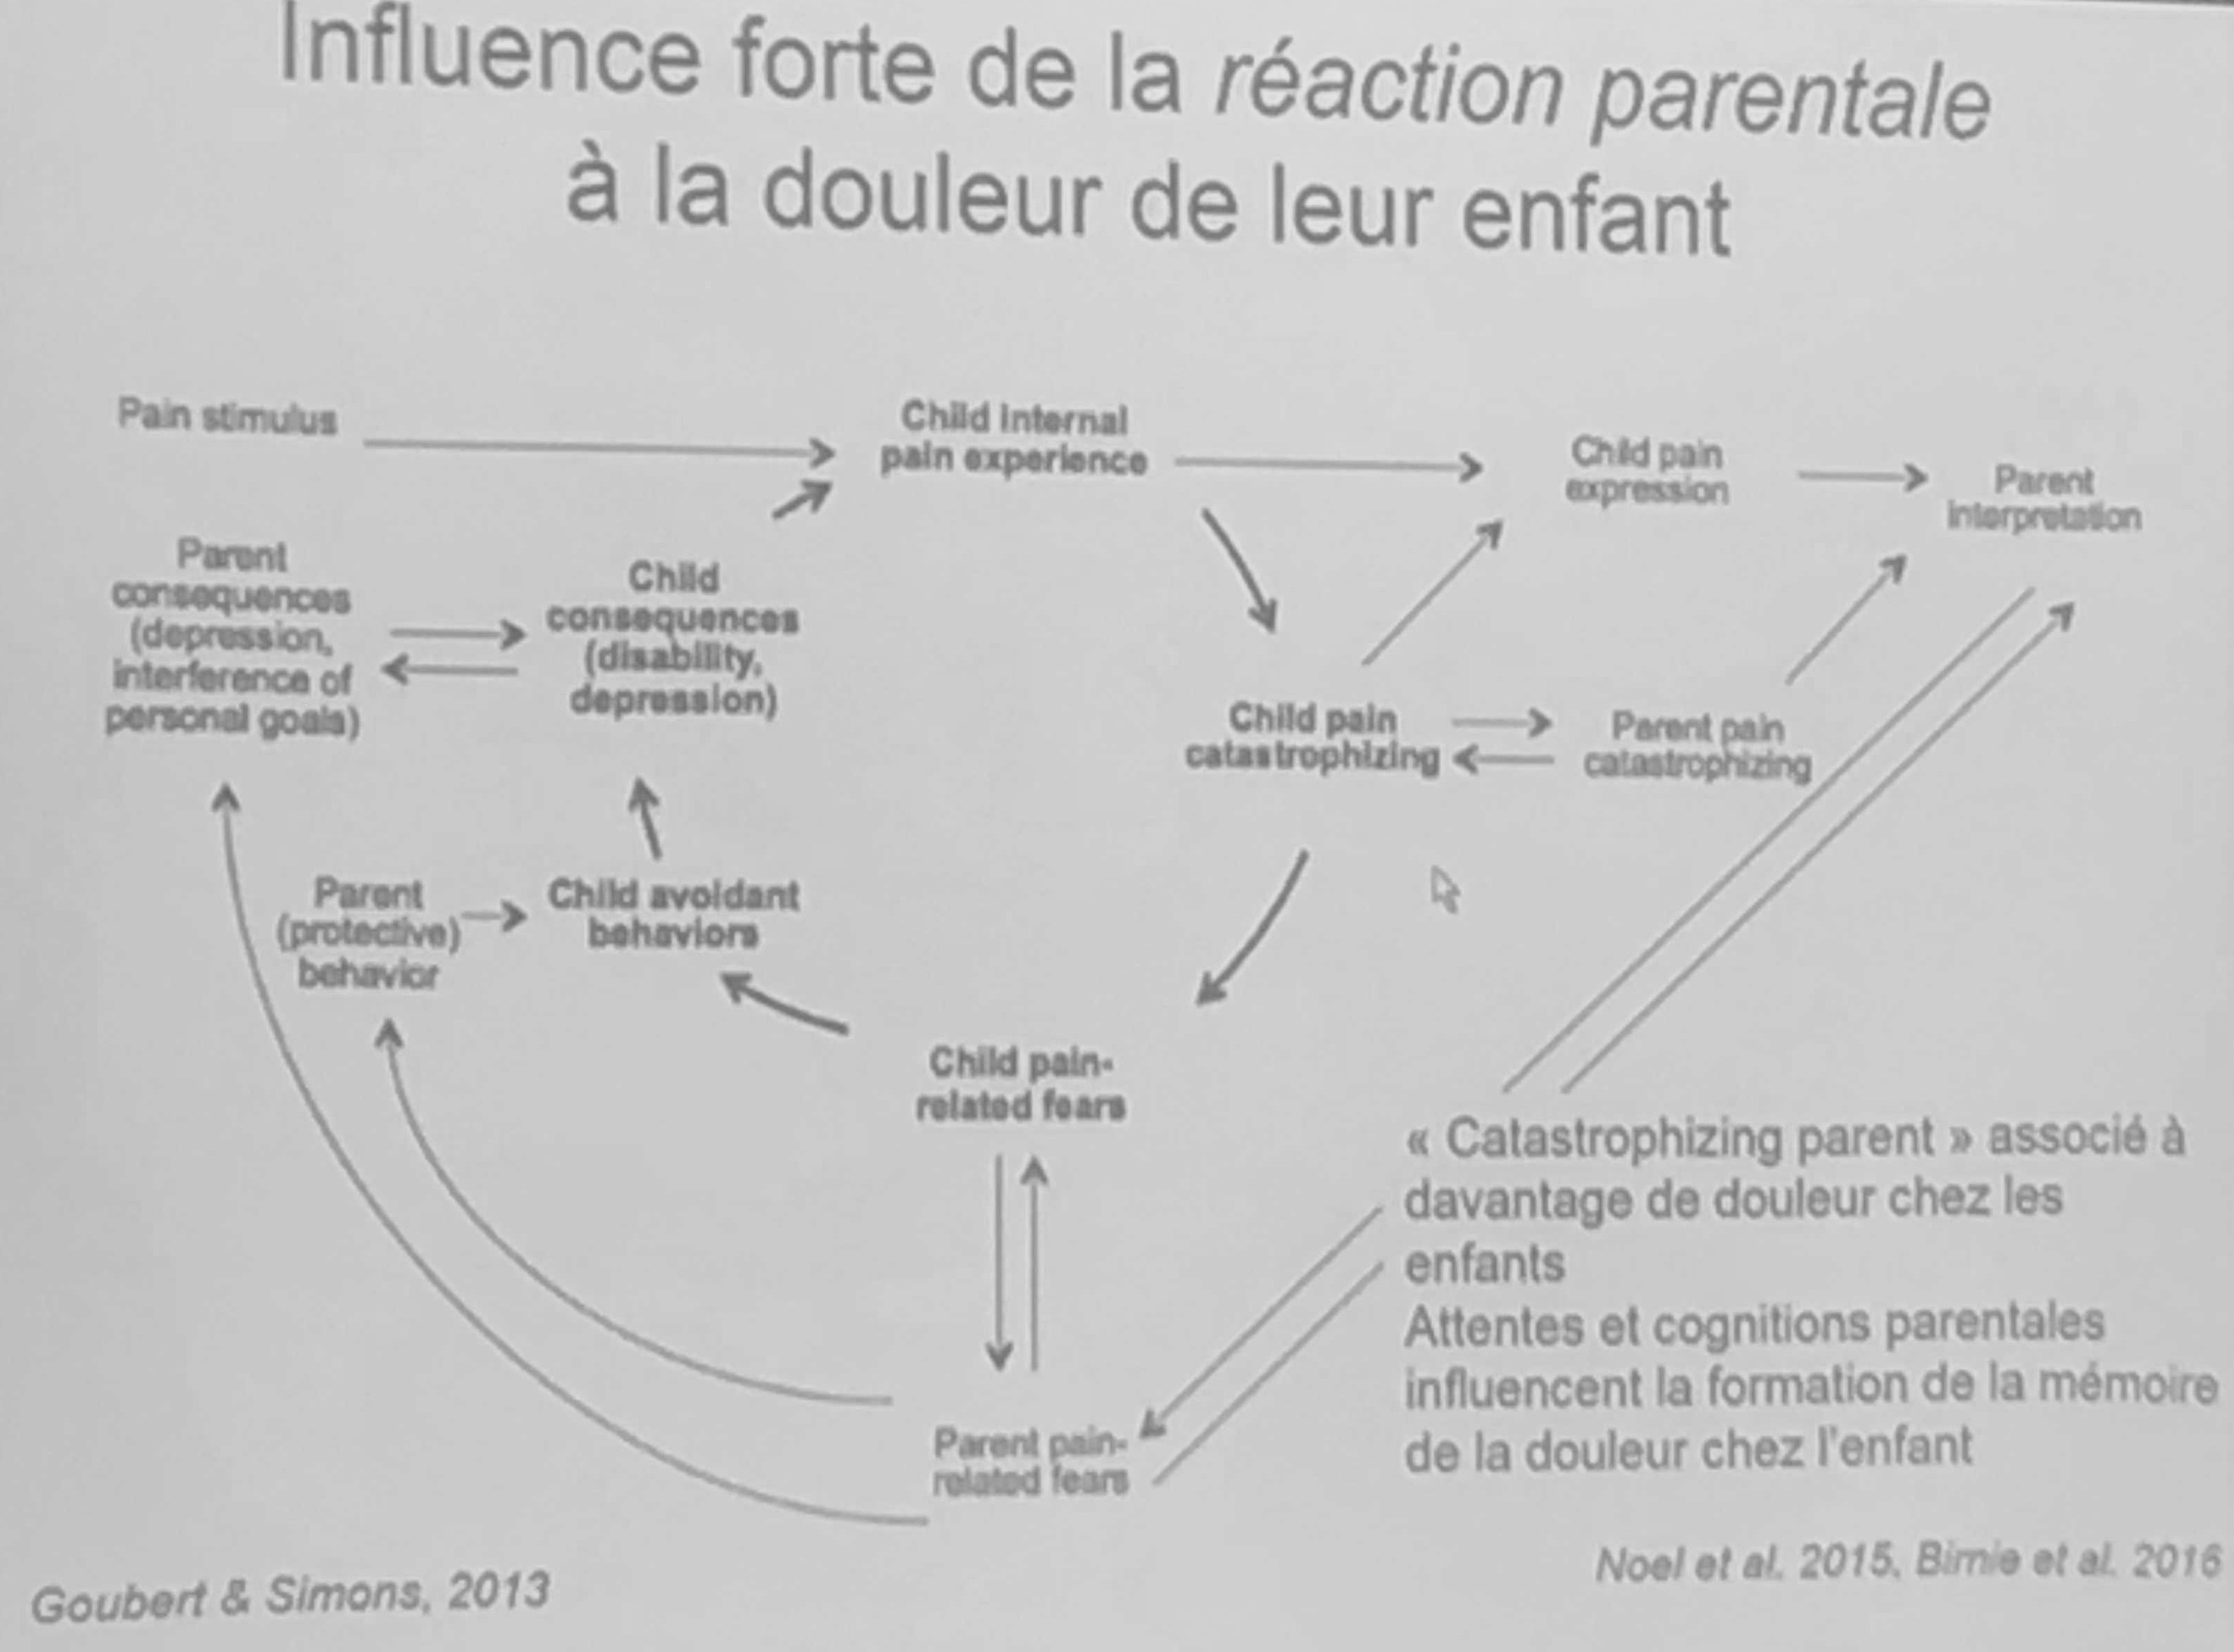 Influence forte de la réaction parentale
à la douleur de leur enfant
Pain stimulus
Child internal
pain experience
Child pain
expression
Parent
interpretation
Parent
consequences
(depression,
interference of
personal goals)
Child
consequences
(disability,
depression)
Child pain
catastrophizing
Parent pain
catastrophizing
Parent
(protective)
behavior
Child avoidant
behaviors
Child pain-
related fears
Parent pain-
related fears
« Catastrophizing parent » associé à
davantage de douleur chez les
enfants
Attentes et cognitions parentales
influencent la formation de la mémoire
de la douleur chez l'enfant
Goubert & Simons, 2013
Noel et al. 2015, Birnie et al. 2016